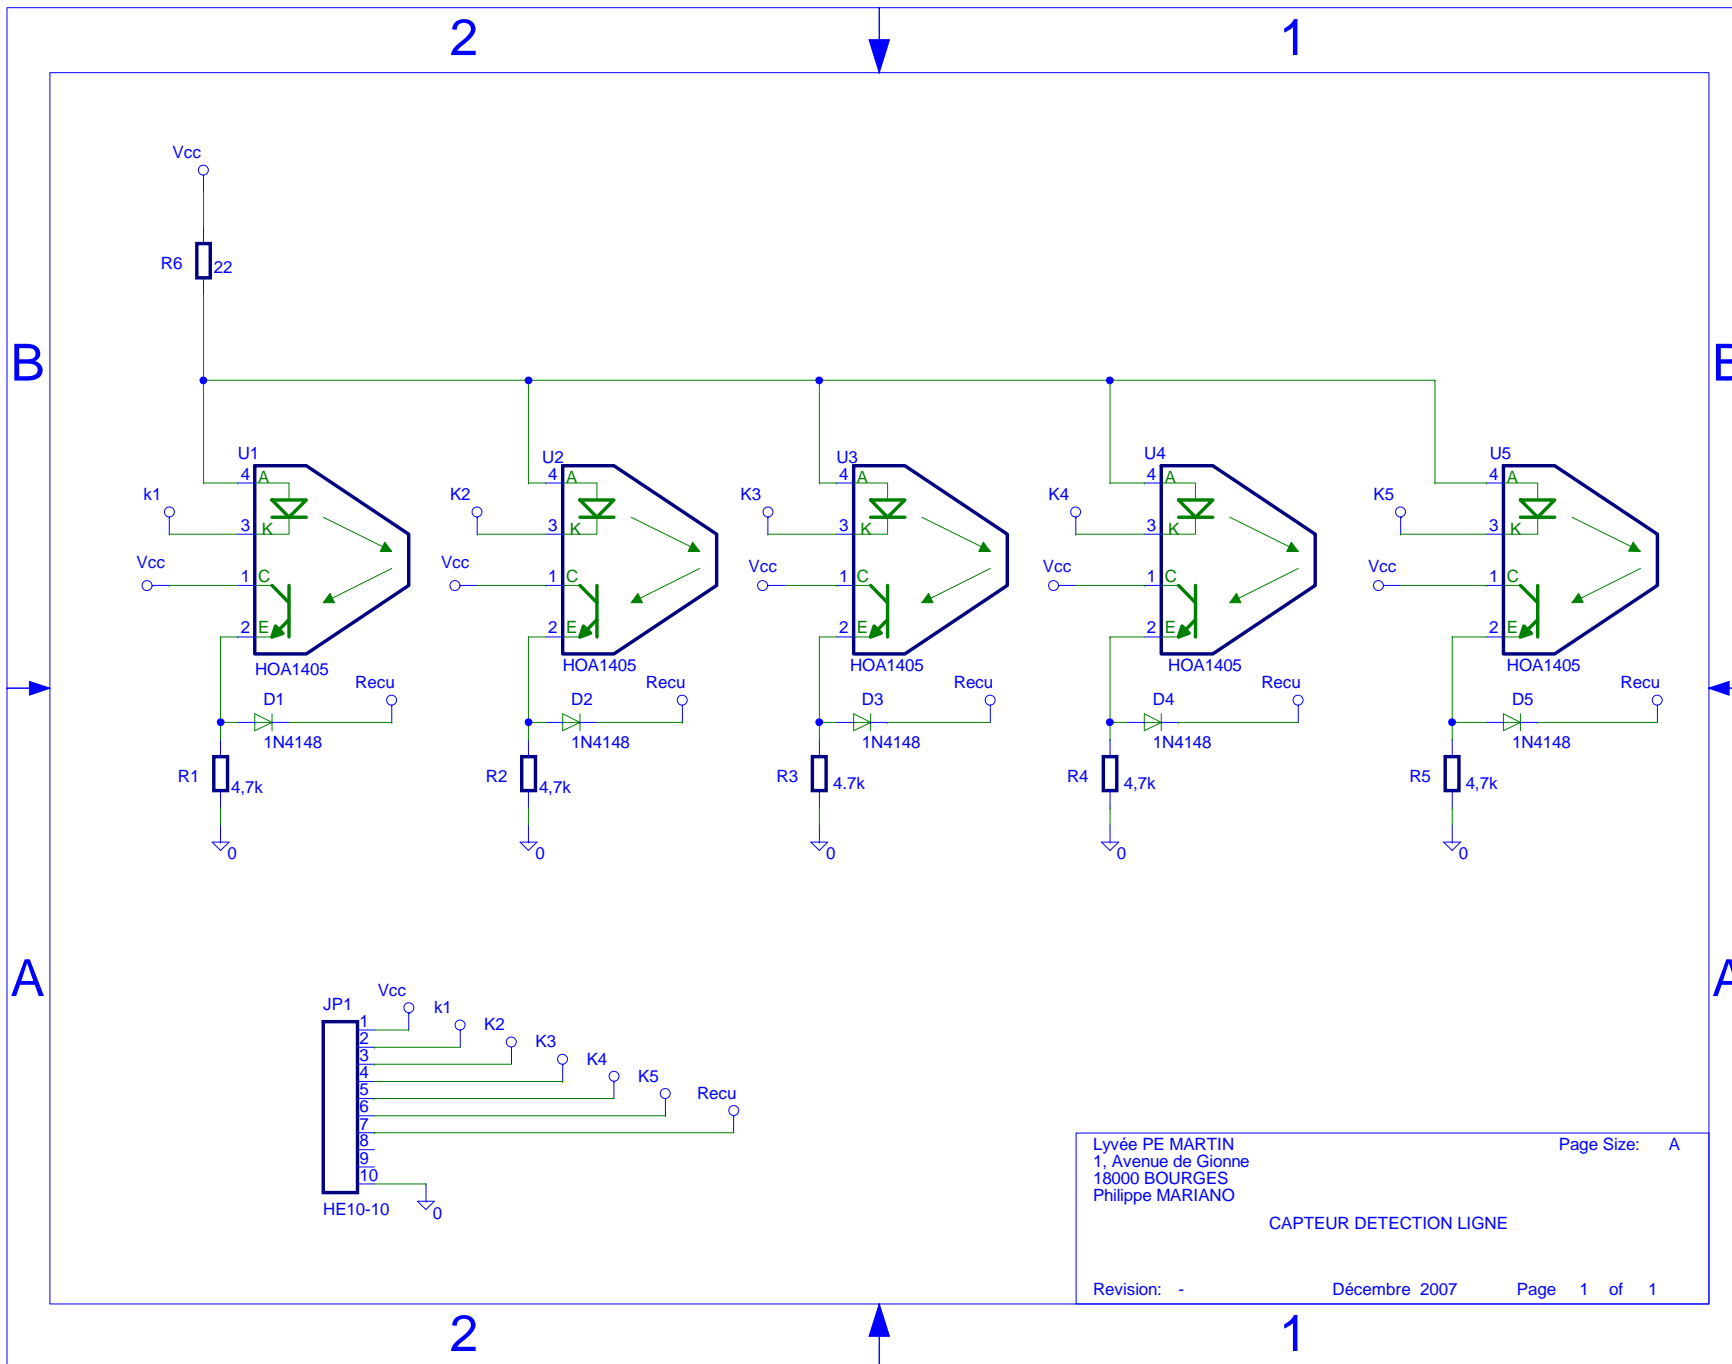 2 1
Vcc
R6 22
B B
U1 U2 U3 U4 U5
4 A 4 A 4 A 4 A 4 A
k1 K2 K3 K4 K5
3 K 3 K 3 K 3 K 3 K
Vcc Vcc Vcc Vcc Vcc
1 C 1 C 1 C 1 C 1 C
2 E 2 E 2 E 2 E 2 E
HOA1405 HOA1405 HOA1405 HOA1405 HOA1405
D1 Recu D2 Recu D3 Recu D4 Recu D5 Recu
1N4148 1N4148 1N4148 1N4148 1N4148
R1 4,7k R2 4,7k R3 4.7k R4 4,7k R5 4,7k
0 0 0 0 0
A A
JP1
Vcc
k1
K2
K3
K4
K5
Recu
1
2
3
4
5
6
7
8
9
10
0
HE10-10
Lyvée PE MARTIN Page Size: A
1, Avenue de Gionne
18000 BOURGES
Philippe MARIANO
CAPTEUR DETECTION LIGNE
Revision: - Décembre 2007 Page 1 of 1
2 1